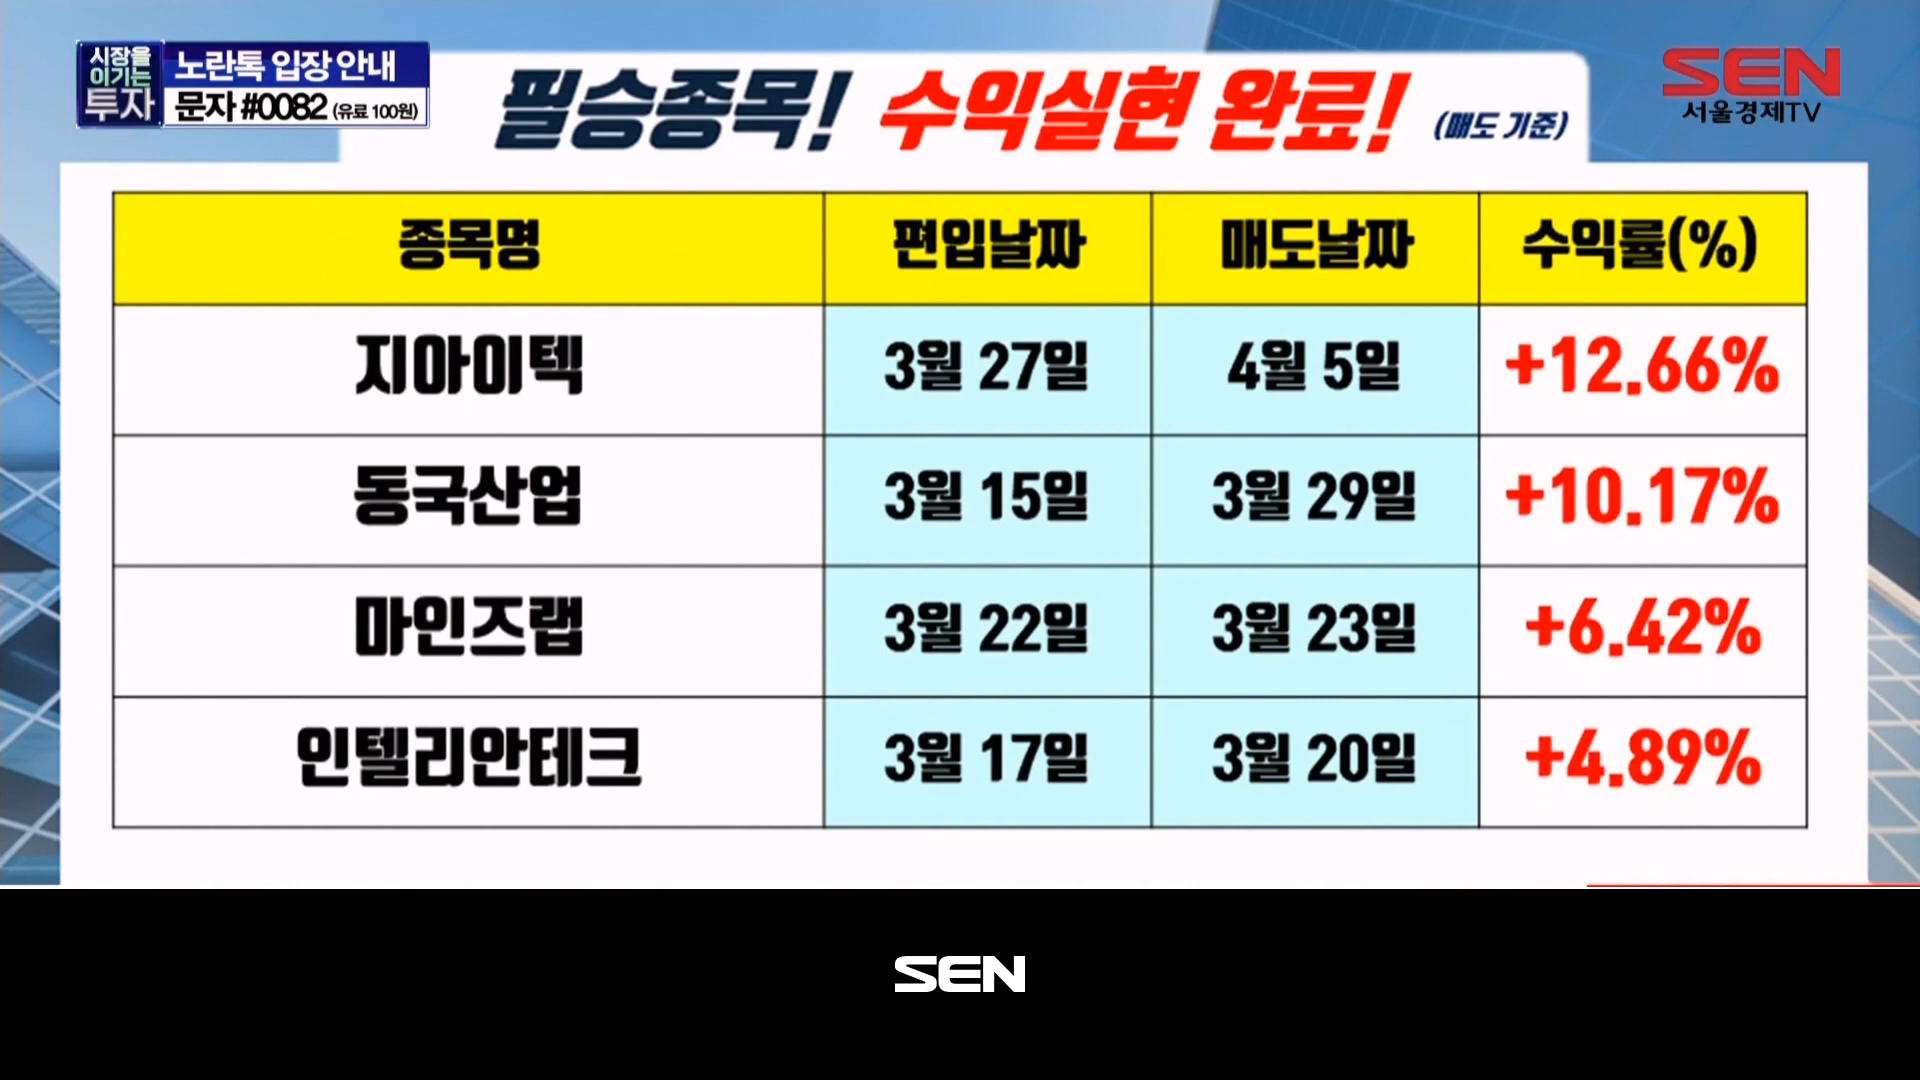 시장을
이기는
투자
노란톡 입장 안내
문자 #0082 (유료 100원)
필승종목! 수익실현 완료! (매도 기준)
SEN
서울경제TV
종목명 편입날짜 매도날짜 수익률(%)
지아이텍 3월 27일 4월 5일 +12.66%
동국산업 3월 15일 3월 29일 +10.17%
마인즈랩 3월 22일 3월 23일 +6.42%
인텔리안테크 3월 17일 3월 20일 +4.89%
SEN